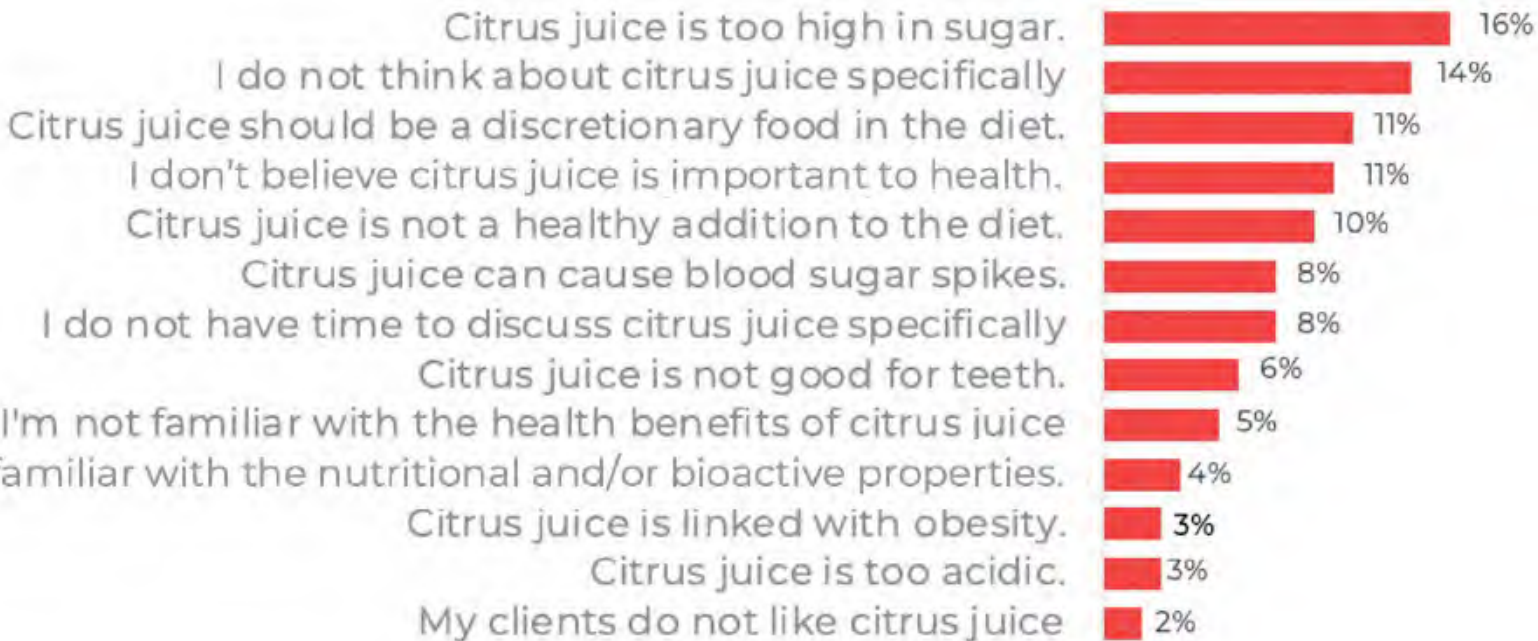 Citrus juice is too high in sugar. 16%
I do not think about citrus juice specifically 14%
Citrus juice should be a discretionary food in the diet. 11%
I don't believe citrus juice is important to health. 11%
Citrus juice is not a healthy addition to the diet. 10%
Citrus juice can cause blood sugar spikes. 8%
I do not have time to discuss citrus juice specifically 8%
Citrus juice is not good for teeth. 6%
I'm not familiar with the health benefits of citrus juice 5%
familiar with the nutritional and/or bioactive properties. 4%
Citrus juice is linked with obesity. 3%
Citrus juice is too acidic. 3%
My clients do not like citrus juice 2%